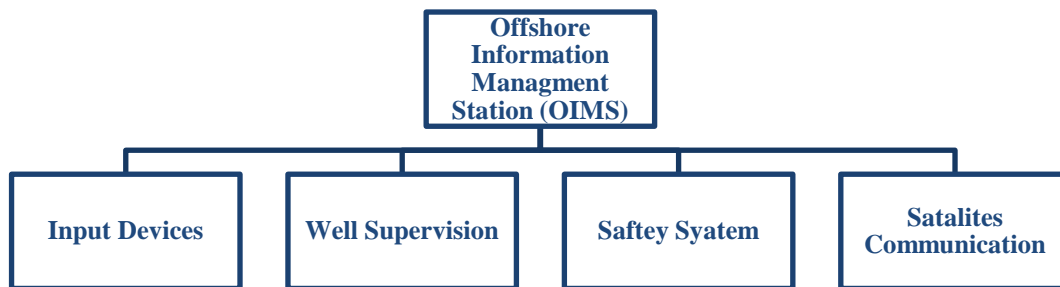 Offshore
Information
Managment
Station (OIMS)
Input Devices
Well Supervision
Saftey Syatem
Satalites
Communication